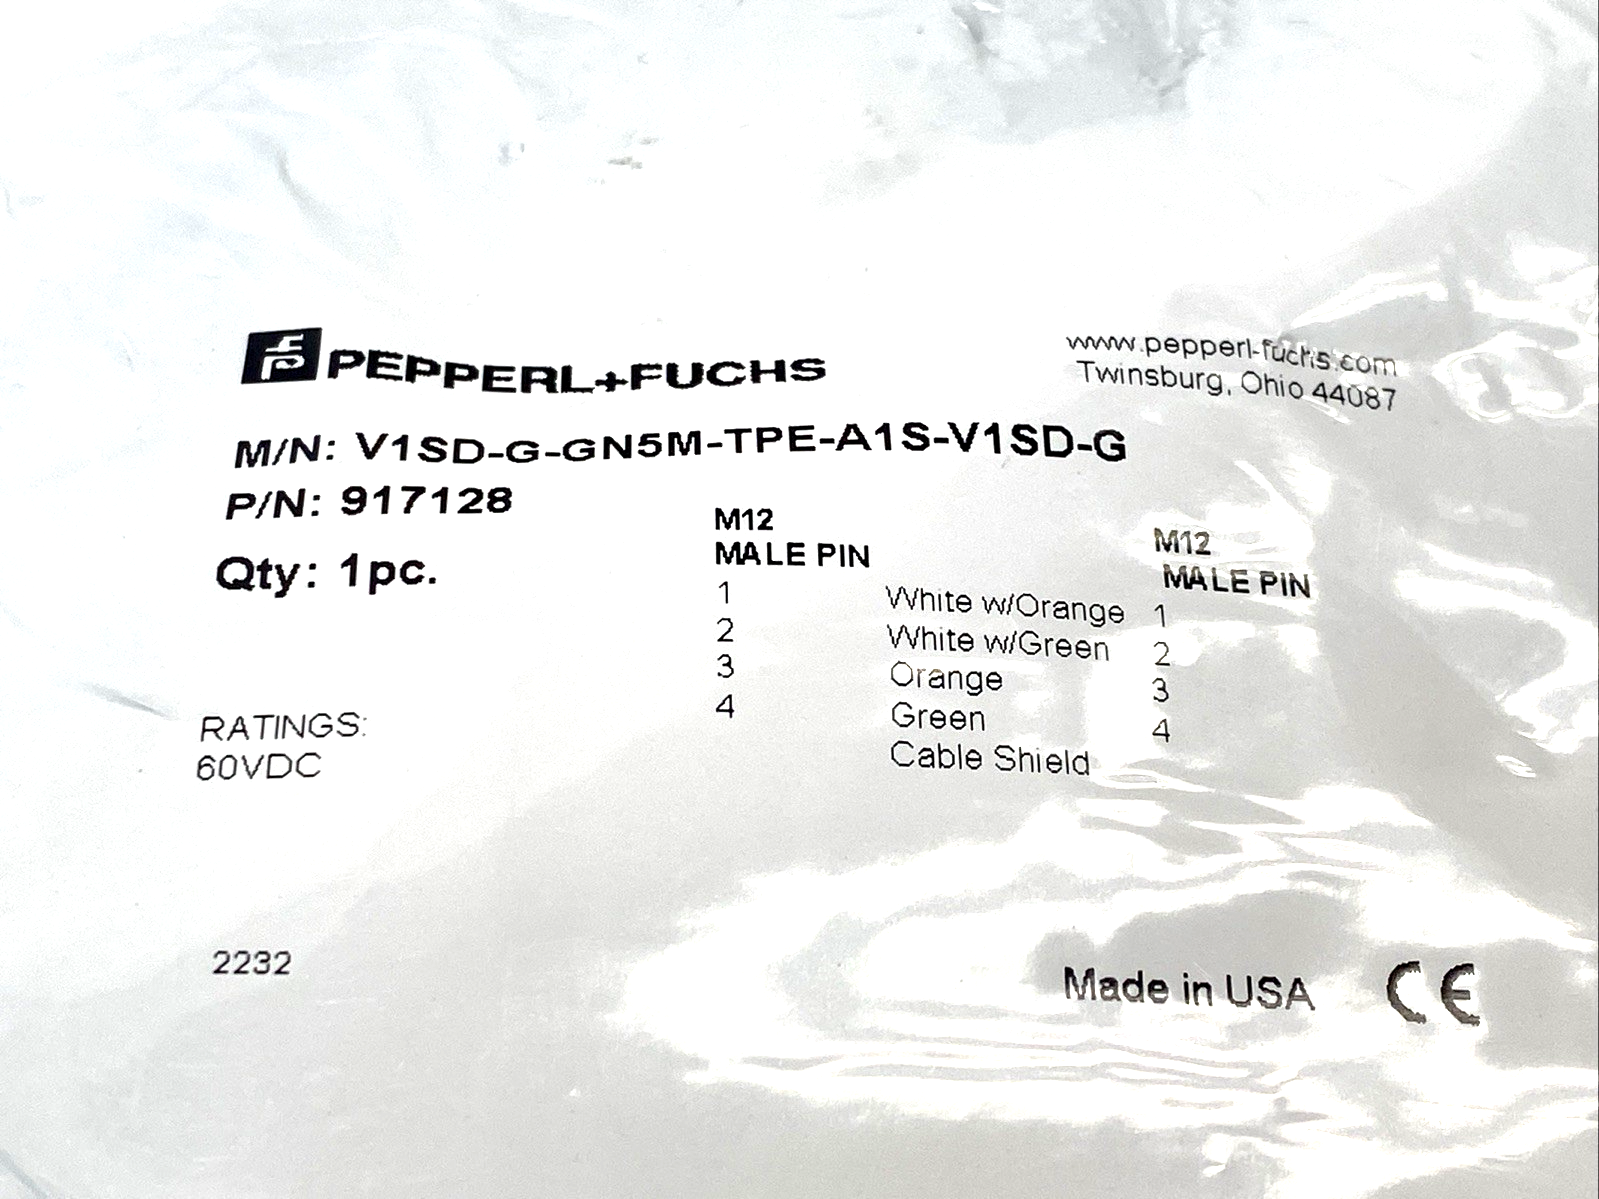 PEPPERL+FUCHS
www.pepperl-fuchs.com
Twinsburg, Ohio 44087
M/N: V1SD-G-GN5M-TPE-A1S-V1SD-G
P/N: 917128
Qty: 1pc.
M12 M12
MALE PIN MALE PIN
1 White w/Orange 1
2 White w/Green 2
3 Orange 3
4 Green 4
Cable Shield
RATINGS:
60VDC
2232
Made in USA CE